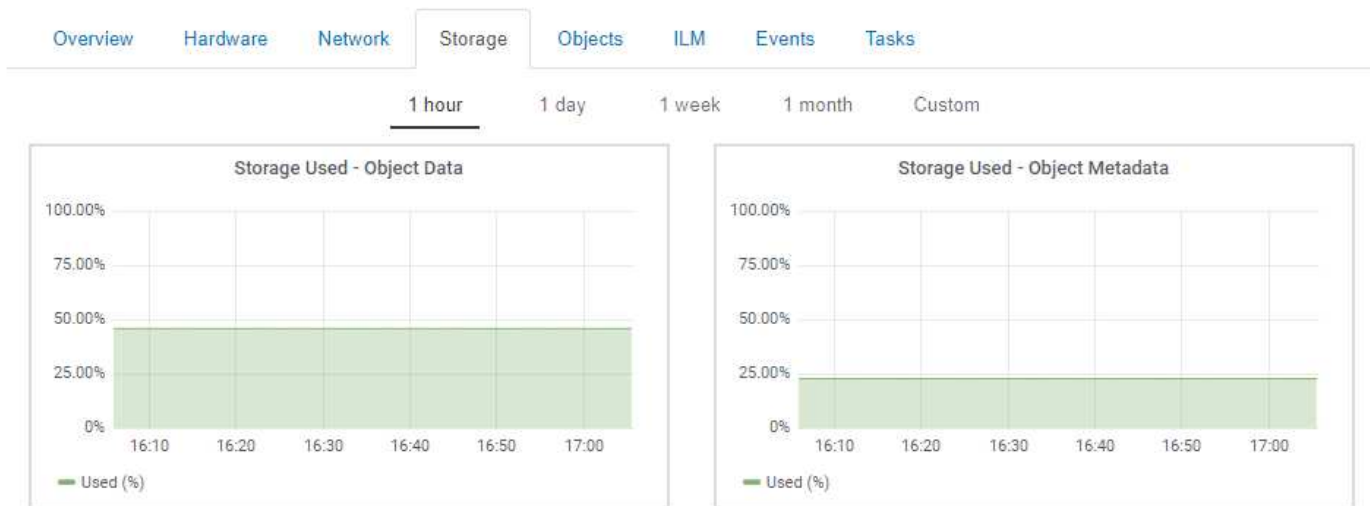 Overview Hardware Network Storage Objects ILM Events Tasks
1 hour 1 day 1 week 1 month Custom
Storage Used - Object Data
100.00%
75.00%
50.00%
25.00%
0%
16:10 16:20 16:30 16:40 16:50 17:00
Used (%)
Storage Used - Object Metadata
100.00%
75.00%
50.00%
25.00%
0%
16:10 16:20 16:30 16:40 16:50 17:00
Used (%)